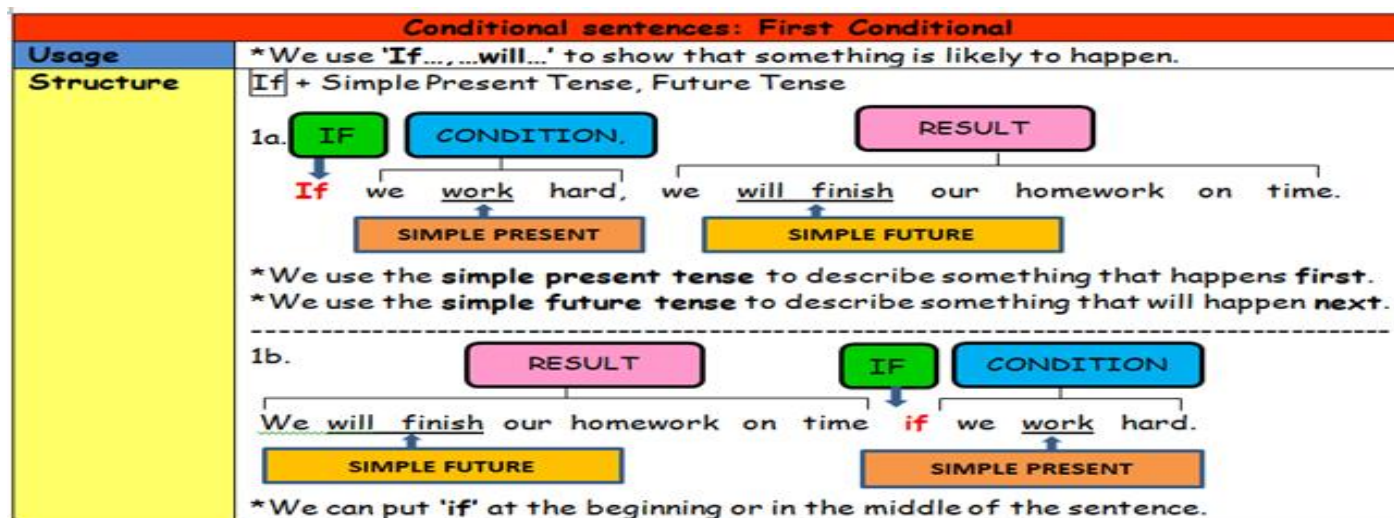 Conditional sentences: First Conditional
Usage
*We use 'If...,...will...' to show that something is likely to happen.
Structure
If + Simple Present Tense, Future Tense
1a. IF CONDITION, RESULT
If we work hard, we will finish our homework on time.
SIMPLE PRESENT SIMPLE FUTURE
*We use the simple present tense to describe something that happens first.
*We use the simple future tense to describe something that will happen next.
1b. RESULT IF CONDITION
We will finish our homework on time if we work hard.
SIMPLE FUTURE SIMPLE PRESENT
*We can put 'if' at the beginning or in the middle of the sentence.